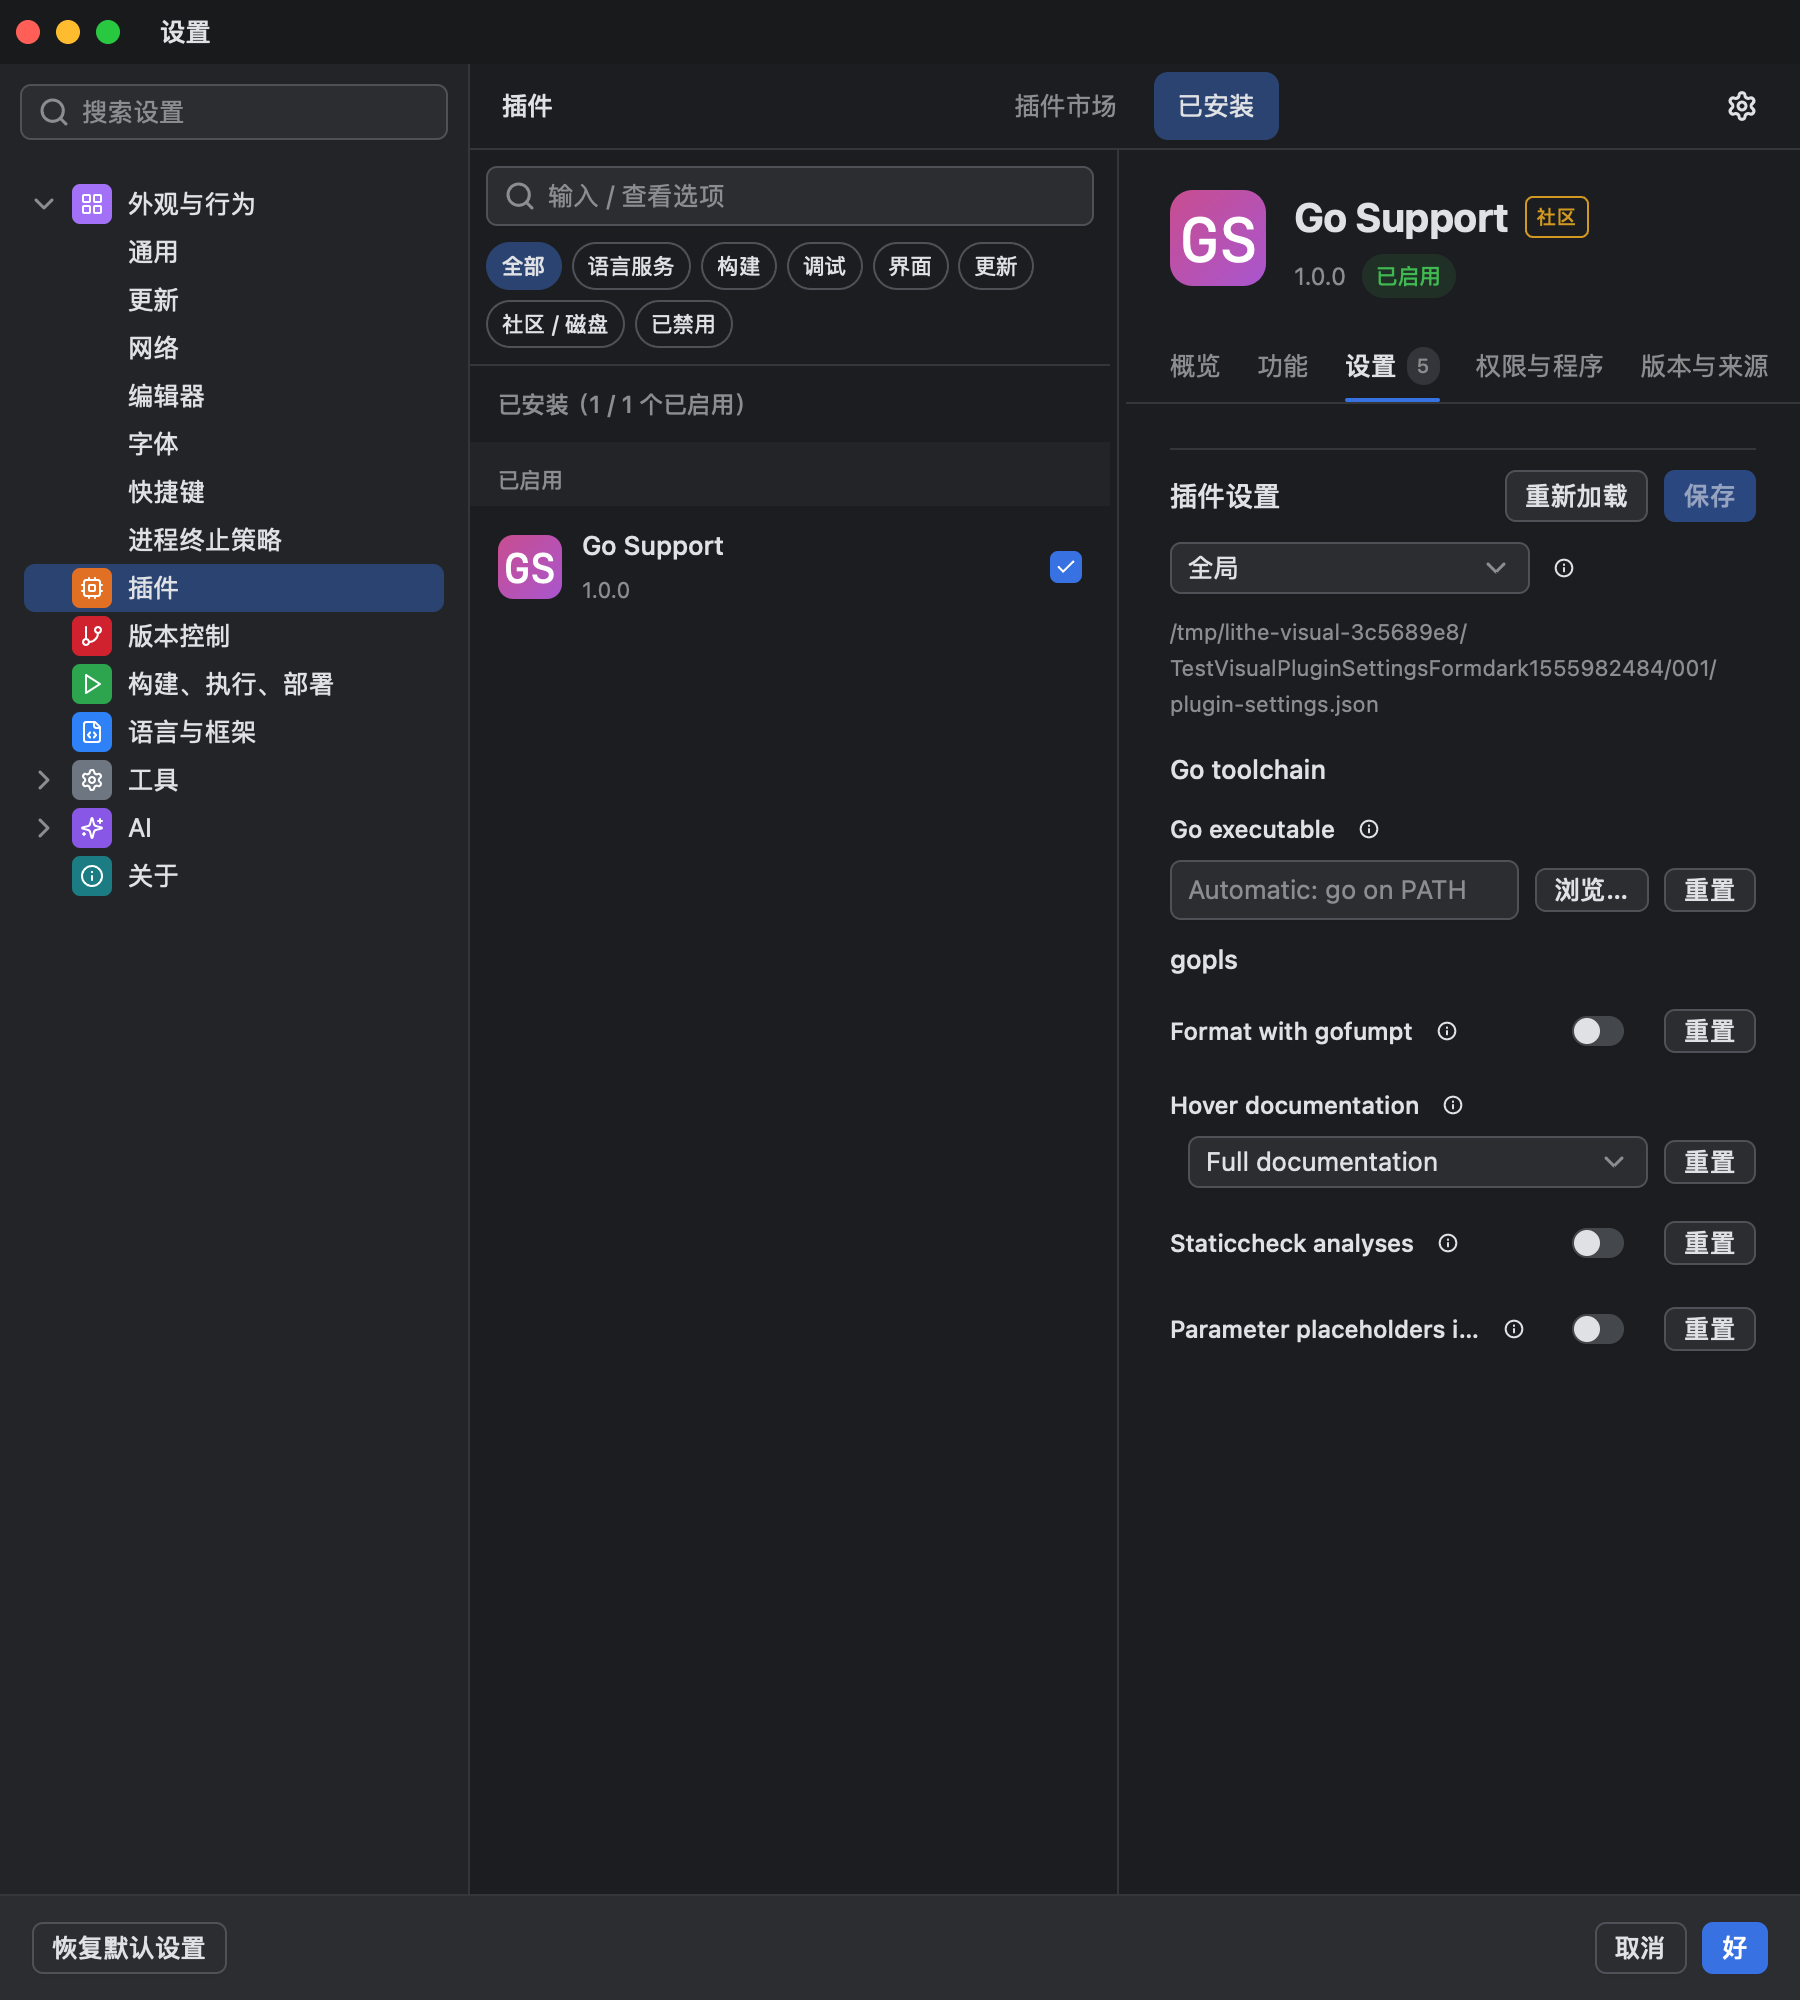 设置
搜索设置
外观与行为
通用
更新
网络
编辑器
字体
快捷键
进程终止策略
插件
版本控制
构建、执行、部署
语言与框架
工具
AI
关于
插件
插件市场
已安装
输入 / 查看选项
全部
语言服务
构建
调试
界面
更新
社区 / 磁盘
已禁用
已安装（1 / 1 个已启用）
已启用
GS
Go Support
1.0.0
GS
Go Support
社区
1.0.0
已启用
概览
功能
设置 5
权限与程序
版本与来源
插件设置
重新加载
保存
全局
/tmp/lithe-visual-3c5689e8/
TestVisualPluginSettingsFormdark1555982484/001/
plugin-settings.json
Go toolchain
Go executable
Automatic: go on PATH
浏览...
重置
gopls
Format with gofumpt
重置
Hover documentation
Full documentation
重置
Staticcheck analyses
重置
Parameter placeholders i...
重置
恢复默认设置
取消
好